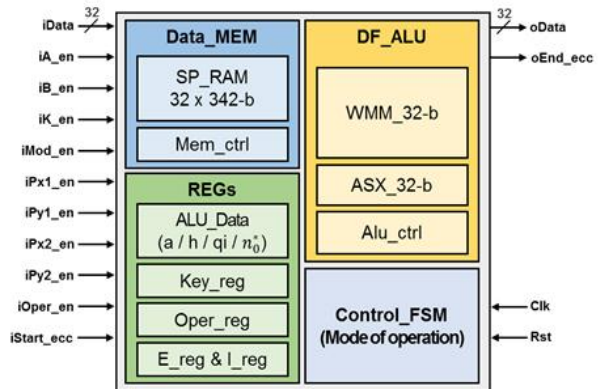 32
iData
iA_en
iB_en
iK_en
iMod_en
iPx1_en
iPy1_en
iPx2_en
iPy2_en
iOper_en
iStart_ecc
Data_MEM
SP_RAM
32 x 342-b
Mem_ctrl
REGs
ALU_Data
(a / h / qi / n₀*)
Key_reg
Oper_reg
E_reg & I_reg
DF_ALU
WMM_32-b
ASX_32-b
Alu_ctrl
Control_FSM
(Mode of operation)
32
oData
oEnd_ecc
Clk
Rst